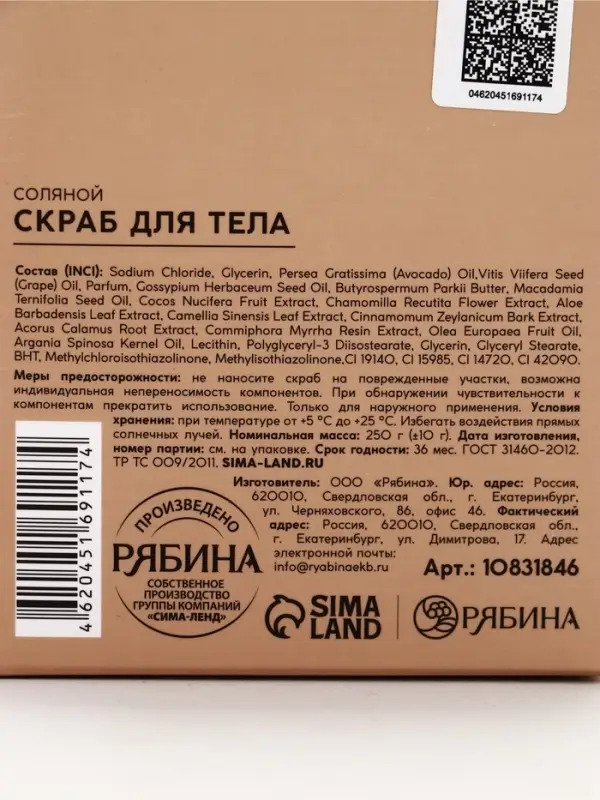 04620451691174
СОЛЯНОЙ
СКРАБ ДЛЯ ТЕЛА
Состав (INCI): Sodium Chloride, Glycerin, Persea Gratissima (Avocado) Oil,Vitis Viifera Seed
(Grape) Oil, Parfum, Gossypium Herbaceum Seed Oil, Butyrospermum Parkii Butter, Macadamia
Ternifolia Seed Oil, Cocos Nucifera Fruit Extract, Chamomilla Recutita Flower Extract, Aloe
Barbadensis Leaf Extract, Camellia Sinensis Leaf Extract, Cinnamomum Zeylanicum Bark Extract,
Acorus Calamus Root Extract, Commiphora Myrrha Resin Extract, Olea Europaea Fruit Oil,
Argania Spinosa Kernel Oil, Lecithin, Polyglyceryl-3 Diisostearate, Glycerin, Glyceryl Stearate,
BHT, Methylchloroisothiazolinone, Methylisothiazolinone,CI 19140, CI 15985, CI 14720, CI 42090.
Меры предосторожности: не наносите скраб на поврежденные участки, возможна
индивидуальная непереносимость компонентов. При обнаружении чувствительности к
компонентам прекратить использование. Только для наружного применения. Условия
хранения: при температуре от +5 °C до +25 °C. Избегать воздействия прямых
солнечных лучей. Номинальная масса: 250 г (±10 г). Дата изготовления,
номер партии: см. на упаковке. Срок годности: 36 мес. ГОСТ 31460-2012.
ТР ТС 009/2011. SIMA-LAND.RU
Изготовитель: ООО «Рябина». Юр. адрес: Россия,
620010, Свердловская обл., г. Екатеринбург,
ул. Черняховского, 86, офис 46. Фактический
адрес: Россия, 620010, Свердловская обл.,
г. Екатеринбург, ул. Димитрова, 17. Адрес
электронной почты:
info@ryabinaekb.ru
Арт.: 10831846
4 620451 691174
ПРОИЗВЕДЕНО
РЯБИНА
СОБСТВЕННОЕ
ПРОИЗВОДСТВО
ГРУППЫ КОМПАНИЙ
«СИМА-ЛЕНД»
SIMA
LAND
РЯБИНА